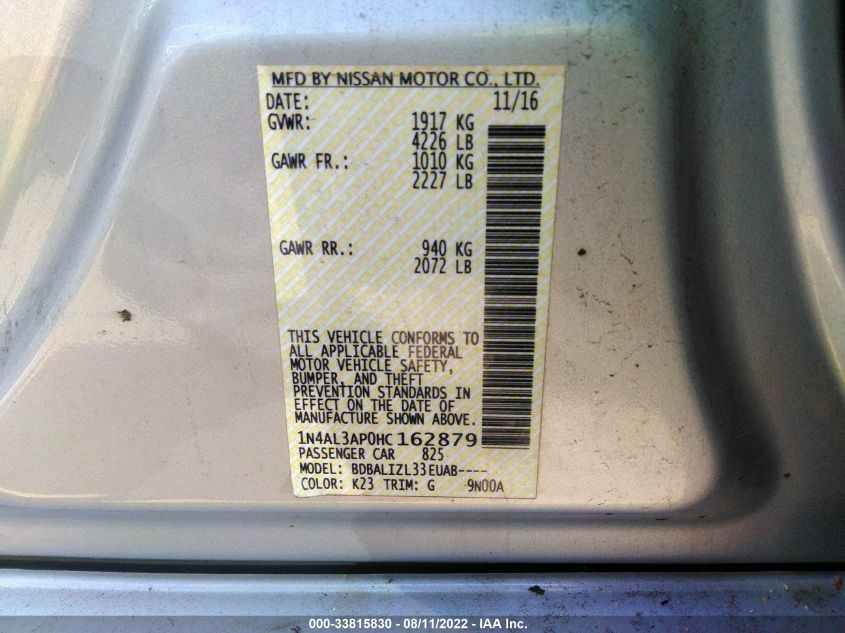 MFD BY NISSAN MOTOR CO., LTD.
DATE: 11/16
GVWR: 1917 KG
4226 LB
GAWR FR.: 1010 KG
2227 LB
GAWR RR.: 940 KG
2072 LB
THIS VEHICLE CONFORMS TO
ALL APPLICABLE FEDERAL
MOTOR VEHICLE SAFETY,
BUMPER, AND THEFT
PREVENTION STANDARDS IN
EFFECT ON THE DATE OF
MANUFACTURE SHOWN ABOVE.
1N4AL3AP0HC162879
PASSENGER CAR 825
MODEL: BDBALIZL33EUAB----
COLOR: K23 TRIM: G 9N00A
000-33815830 - 08/11/2022 - IAA Inc.